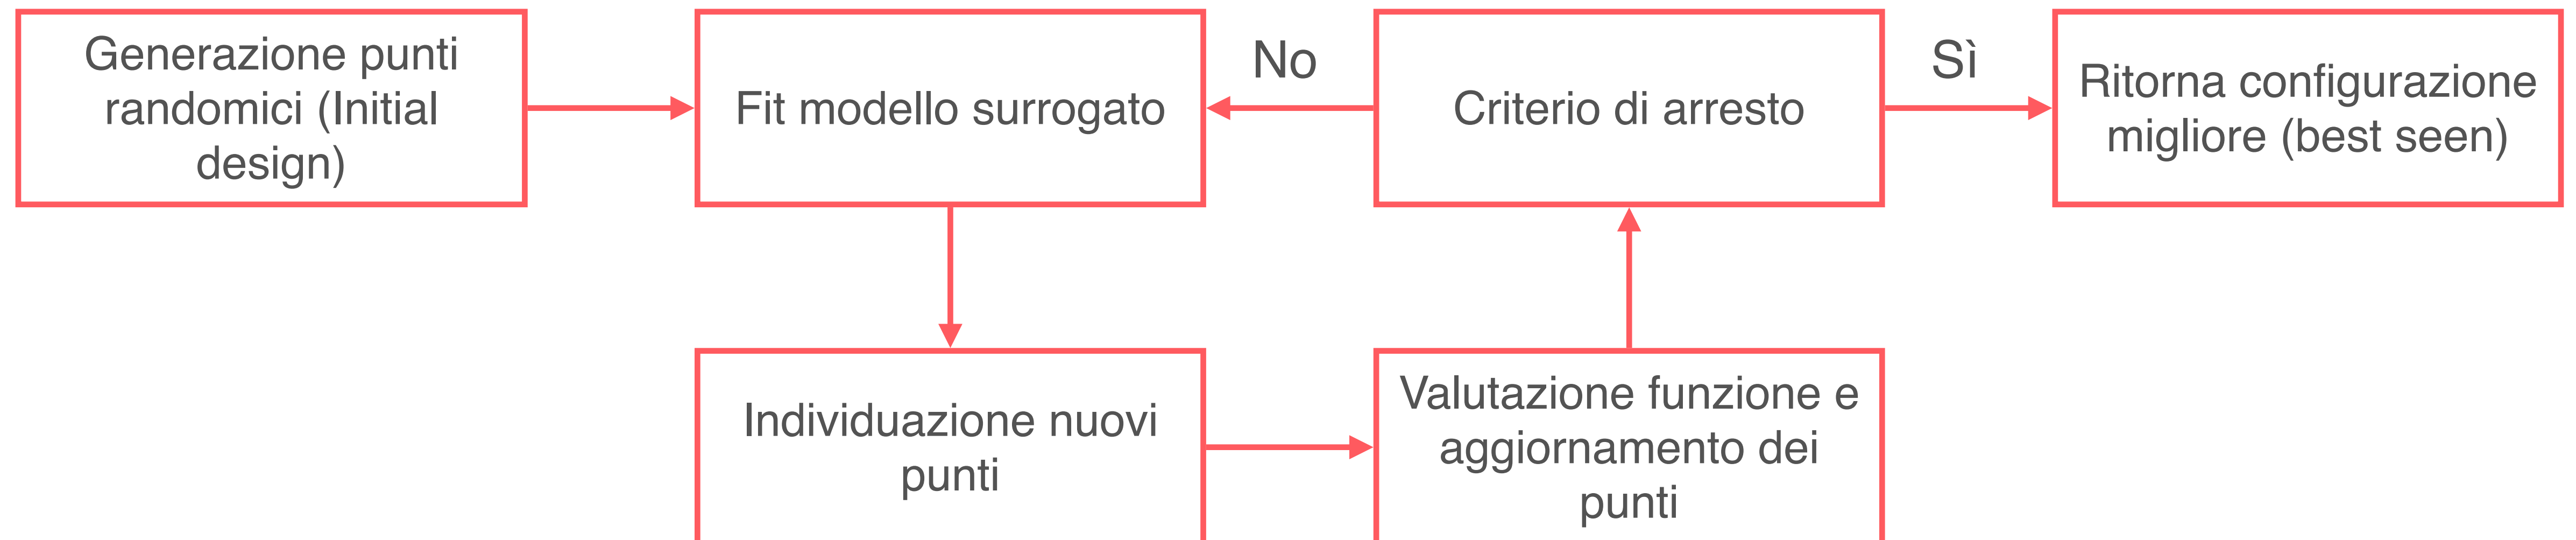 Generazione punti
randomici (Initial
design)
Fit modello surrogato
No
Criterio di arresto
Sì
Ritorna configurazione
migliore (best seen)
Individuazione nuovi
punti
Valutazione funzione e
aggiornamento dei
punti